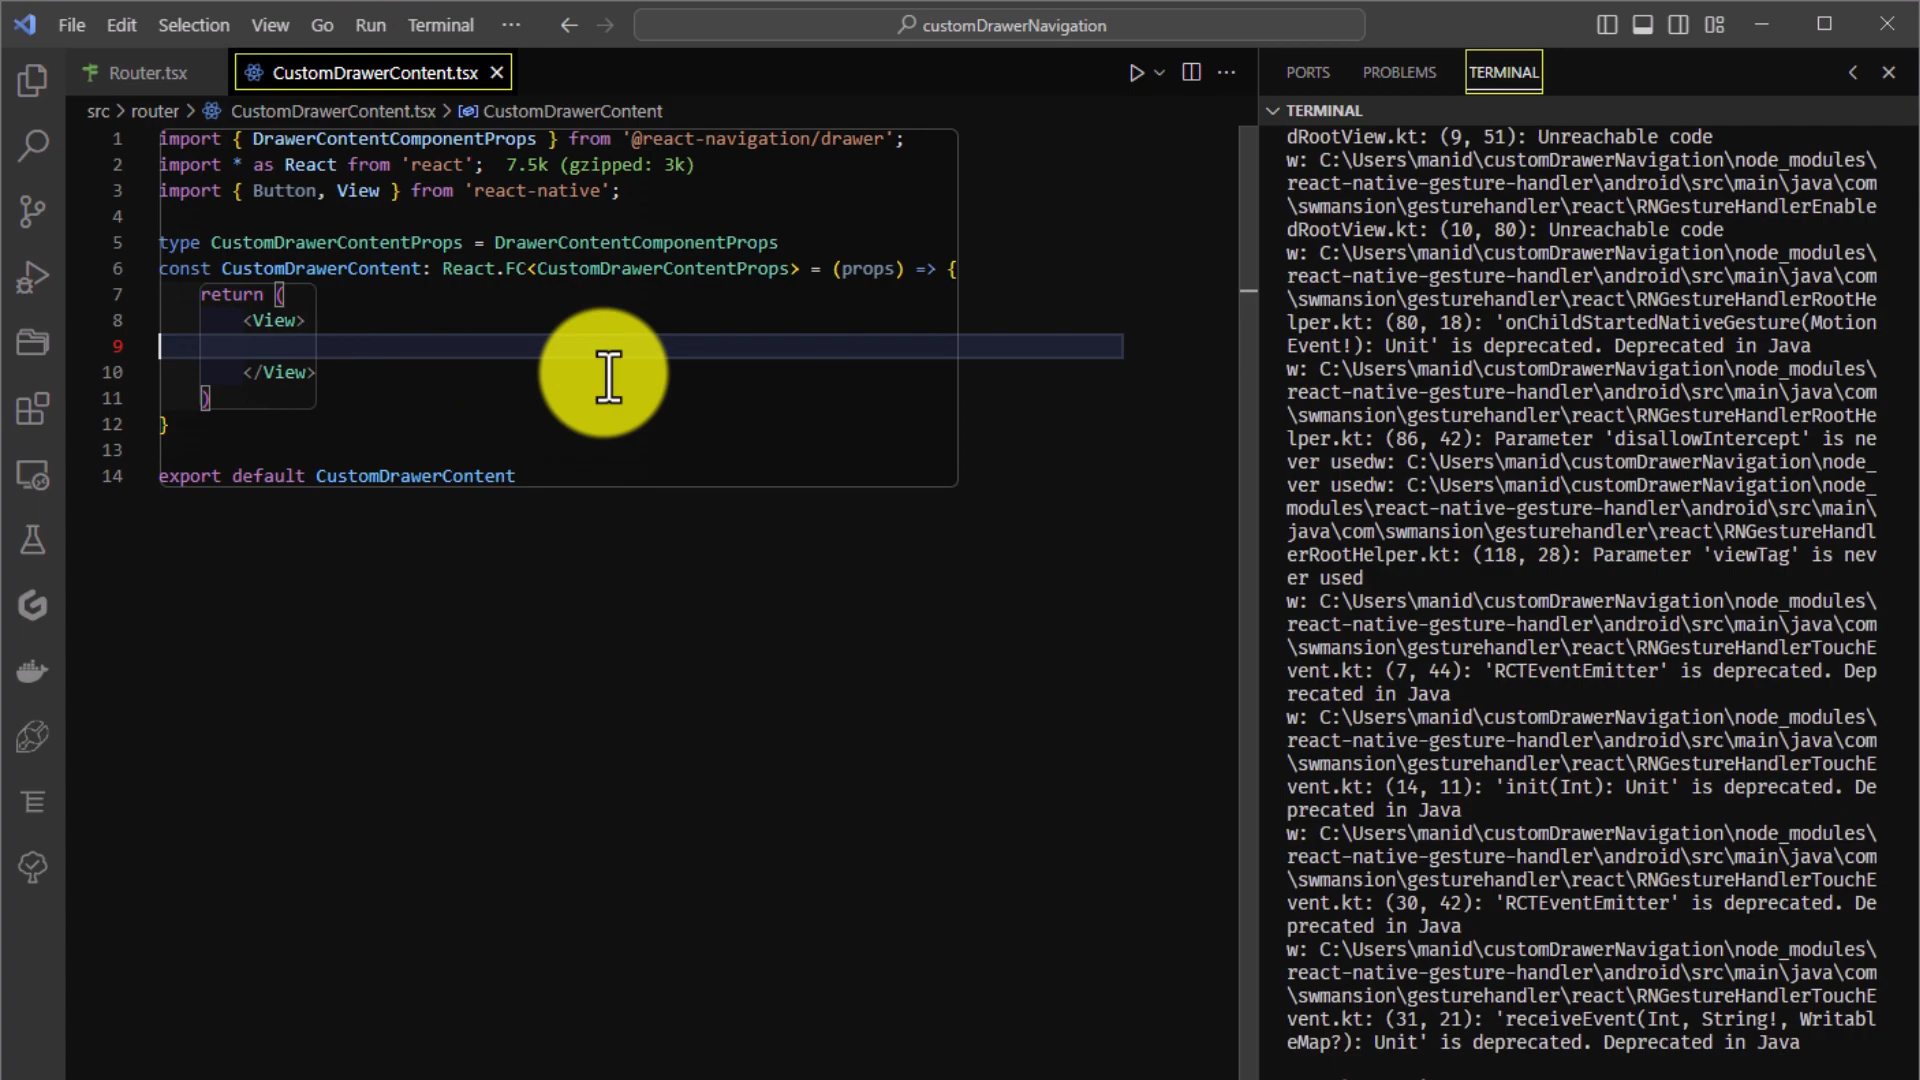 File Edit Selection View Go Run Terminal ···
customDrawerNavigation
Router.tsx
CustomDrawerContent.tsx
PORTS PROBLEMS TERMINAL
src > router > CustomDrawerContent.tsx > CustomDrawerContent
1 import { DrawerContentComponentProps } from '@react-navigation/drawer';
2 import * as React from 'react'; 7.5k (gzipped: 3k)
3 import { Button, View } from 'react-native';
4
5 type CustomDrawerContentProps = DrawerContentComponentProps
6 const CustomDrawerContent: React.FC<CustomDrawerContentProps> = (props) => {
7 return (
8 <View>
9
10 </View>
11 )
12 }
13
14 export default CustomDrawerContent
TERMINAL
dRootView.kt: (9, 51): Unreachable code
w: C:\Users\manid\customDrawerNavigation\node_modules\
react-native-gesture-handler\android\src\main\java\com
\swmansion\gesturehandler\react\RNGestureHandlerEnable
dRootView.kt: (10, 80): Unreachable code
w: C:\Users\manid\customDrawerNavigation\node_modules\
react-native-gesture-handler\android\src\main\java\com
\swmansion\gesturehandler\react\RNGestureHandlerRootHe
lper.kt: (80, 18): 'onChildStartedNativeGesture(Motion
Event!): Unit' is deprecated. Deprecated in Java
w: C:\Users\manid\customDrawerNavigation\node_modules\
react-native-gesture-handler\android\src\main\java\com
\swmansion\gesturehandler\react\RNGestureHandlerRootHe
lper.kt: (86, 42): Parameter 'disallowIntercept' is ne
ver usedw: C:\Users\manid\customDrawerNavigation\node_
ver usedw: C:\Users\manid\customDrawerNavigation\node_
modules\react-native-gesture-handler\android\src\main\
java\com\swmansion\gesturehandler\react\RNGestureHandl
erRootHelper.kt: (118, 28): Parameter 'viewTag' is nev
er used
w: C:\Users\manid\customDrawerNavigation\node_modules\
react-native-gesture-handler\android\src\main\java\com
\swmansion\gesturehandler\react\RNGestureHandlerTouchE
vent.kt: (7, 44): 'RCTEventEmitter' is deprecated. Dep
recated in Java
w: C:\Users\manid\customDrawerNavigation\node_modules\
react-native-gesture-handler\android\src\main\java\com
\swmansion\gesturehandler\react\RNGestureHandlerTouchE
vent.kt: (14, 11): 'init(Int): Unit' is deprecated. De
precated in Java
w: C:\Users\manid\customDrawerNavigation\node_modules\
react-native-gesture-handler\android\src\main\java\com
\swmansion\gesturehandler\react\RNGestureHandlerTouchE
vent.kt: (30, 42): 'RCTEventEmitter' is deprecated. De
precated in Java
w: C:\Users\manid\customDrawerNavigation\node_modules\
react-native-gesture-handler\android\src\main\java\com
\swmansion\gesturehandler\react\RNGestureHandlerTouchE
vent.kt: (31, 21): 'receiveEvent(Int, String!, Writabl
eMap?): Unit' is deprecated. Deprecated in Java